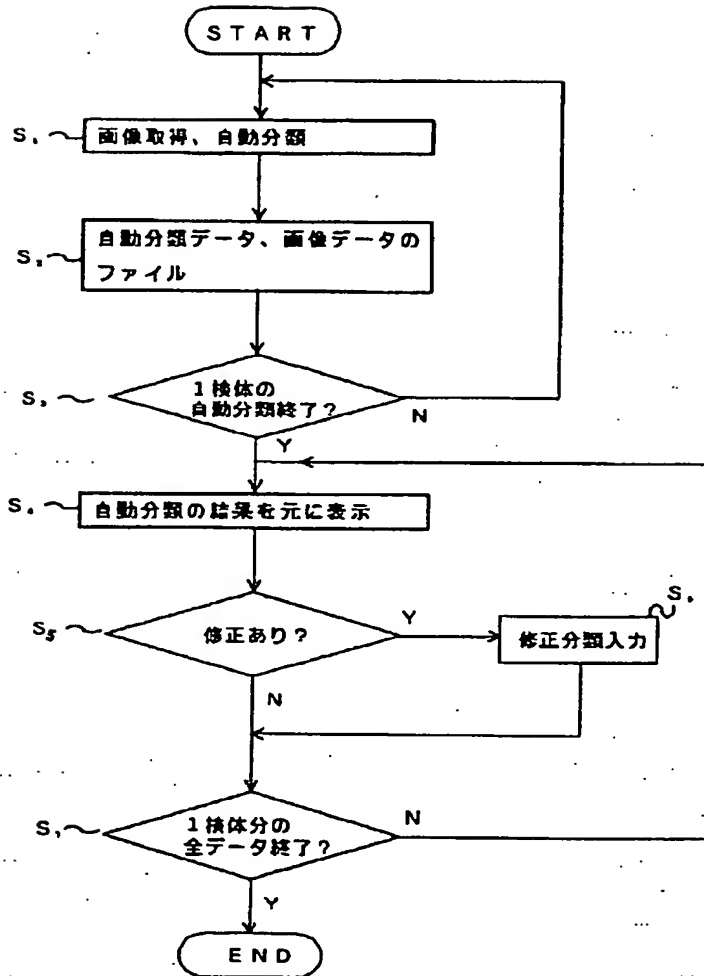 START
画像取得、自動分類
自動分類データ、画像データの
ファイル
1検体の
自動分類終了?
N
Y
自動分類の結果を元に表示
修正あり?
Y
修正分類入力
S5
N
1検体分の
全データ終了?
N
Y
END